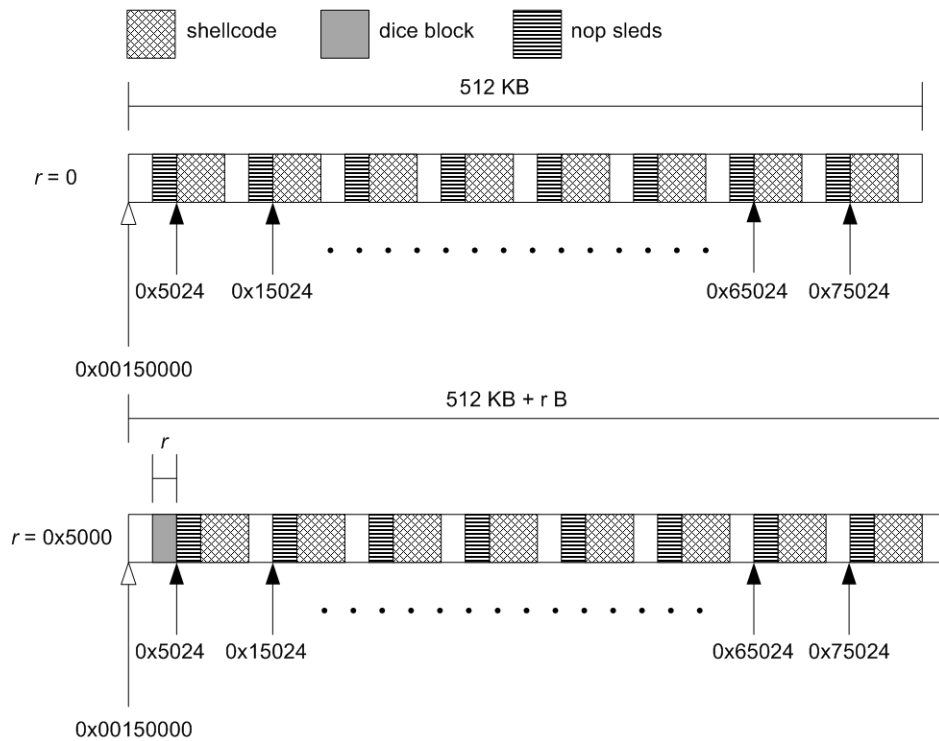 shellcode dice block nop sleds
512 KB
r = 0
0x5024 0x15024 0x65024 0x75024
0x00150000
512 KB + r B
r
r = 0x5000
0x5024 0x15024 0x65024 0x75024
0x00150000